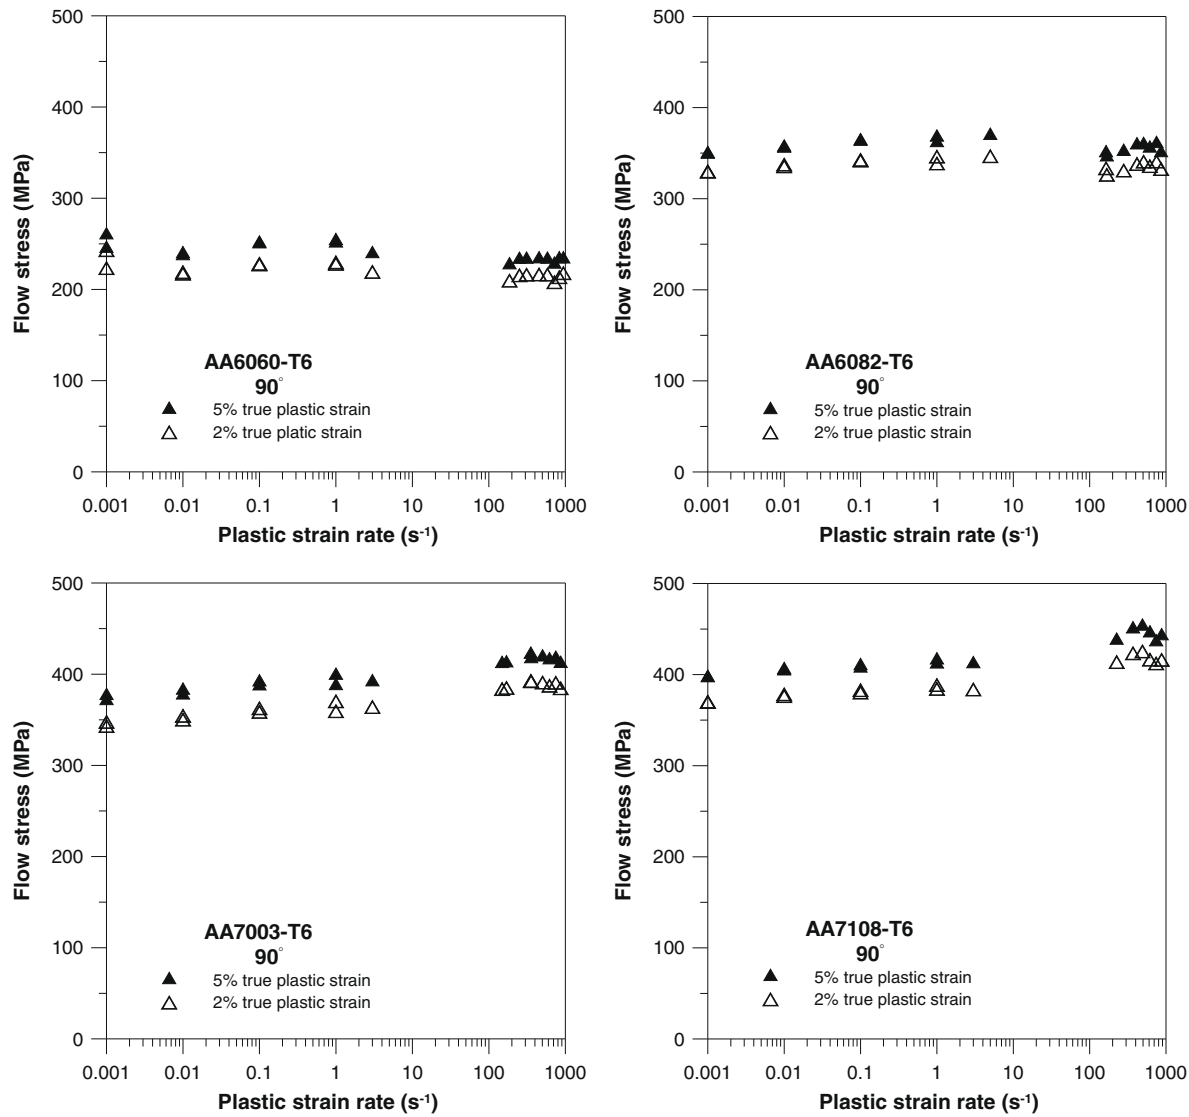 500
400
300
200
100
0
Flow stress (MPa)
AA6060-T6
90°
5% true plastic strain
2% true platic strain
0.001 0.01 0.1 1 10 100 1000
Plastic strain rate (s-1)
500
400
300
200
100
0
Flow stress (MPa)
AA6082-T6
90°
5% true plastic strain
2% true plastic strain
0.001 0.01 0.1 1 10 100 1000
Plastic strain rate (s-1)
500
400
300
200
100
0
Flow stress (MPa)
AA7003-T6
90°
5% true plastic strain
2% true plastic strain
0.001 0.01 0.1 1 10 100 1000
Plastic strain rate (s-1)
500
400
300
200
100
0
Flow stress (MPa)
AA7108-T6
90°
5% true plastic strain
2% true plastic strain
0.001 0.01 0.1 1 10 100 1000
Plastic strain rate (s-1)